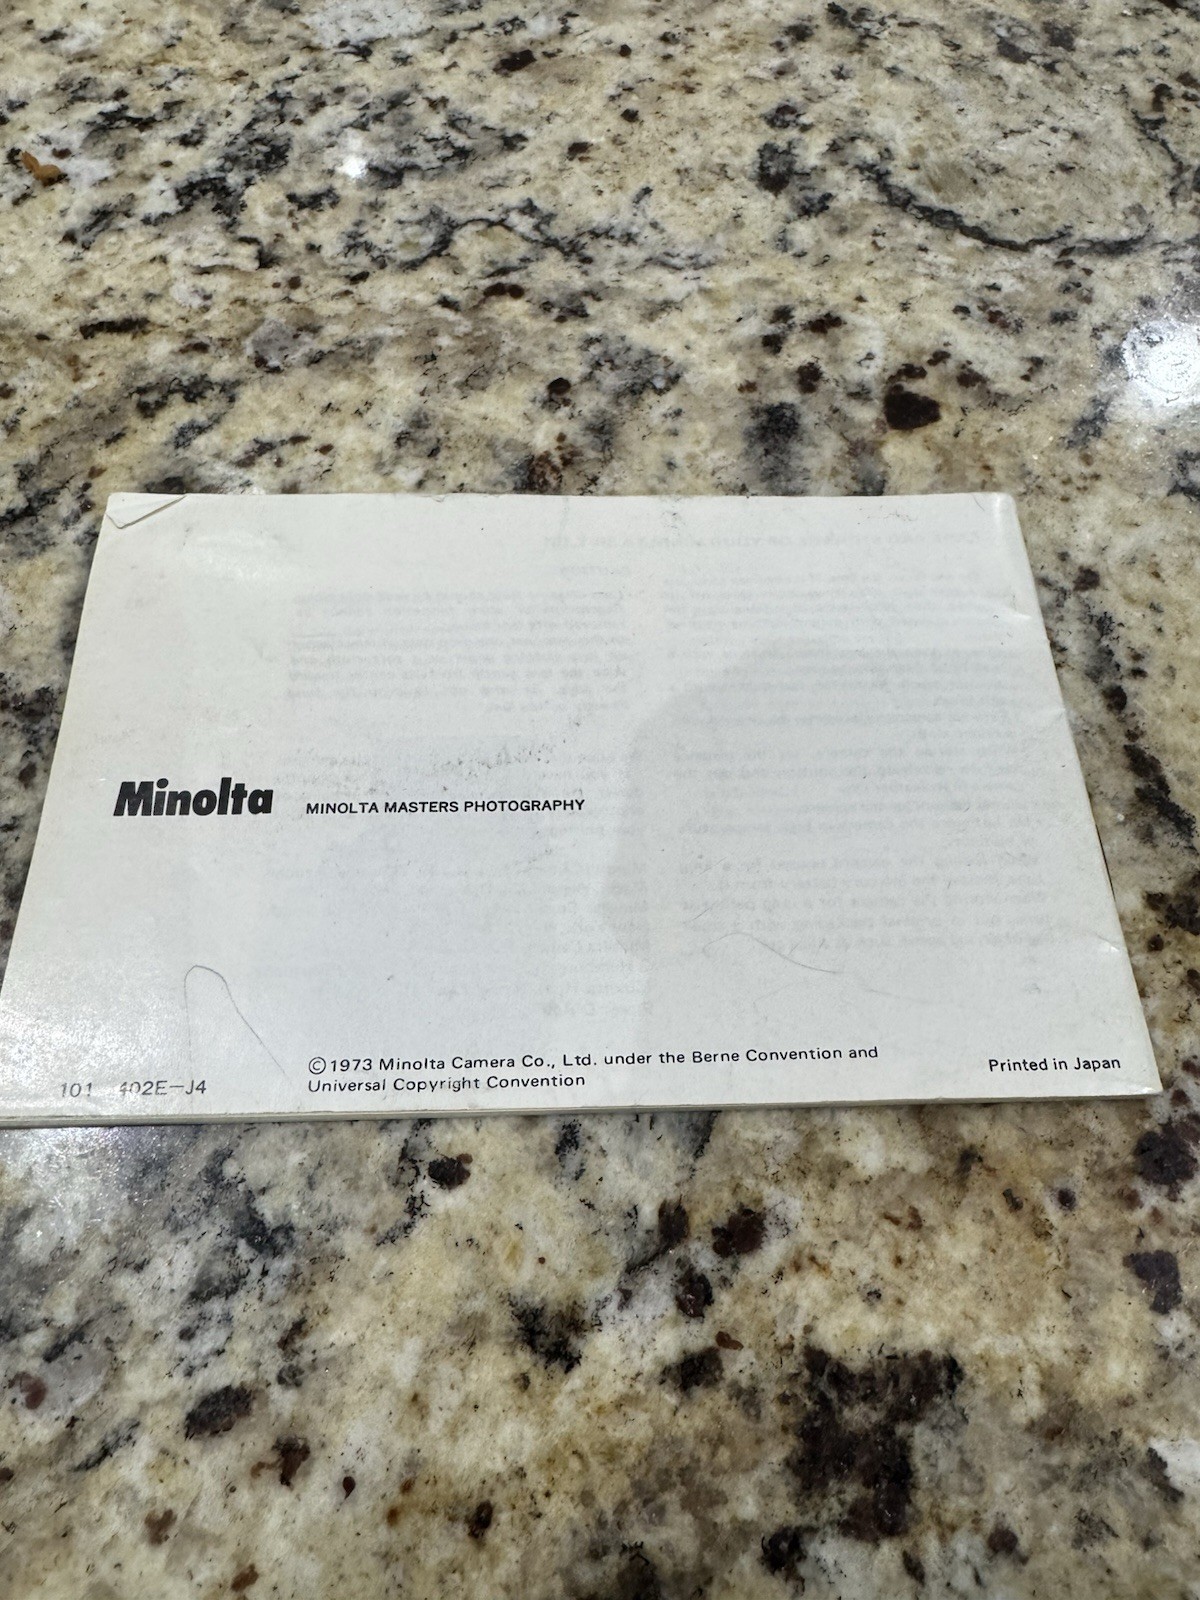 Minolta MINOLTA MASTERS PHOTOGRAPHY
©1973 Minolta Camera Co., Ltd. under the Berne Convention and
Universal Copyright Convention
101 402E-J4
Printed in Japan